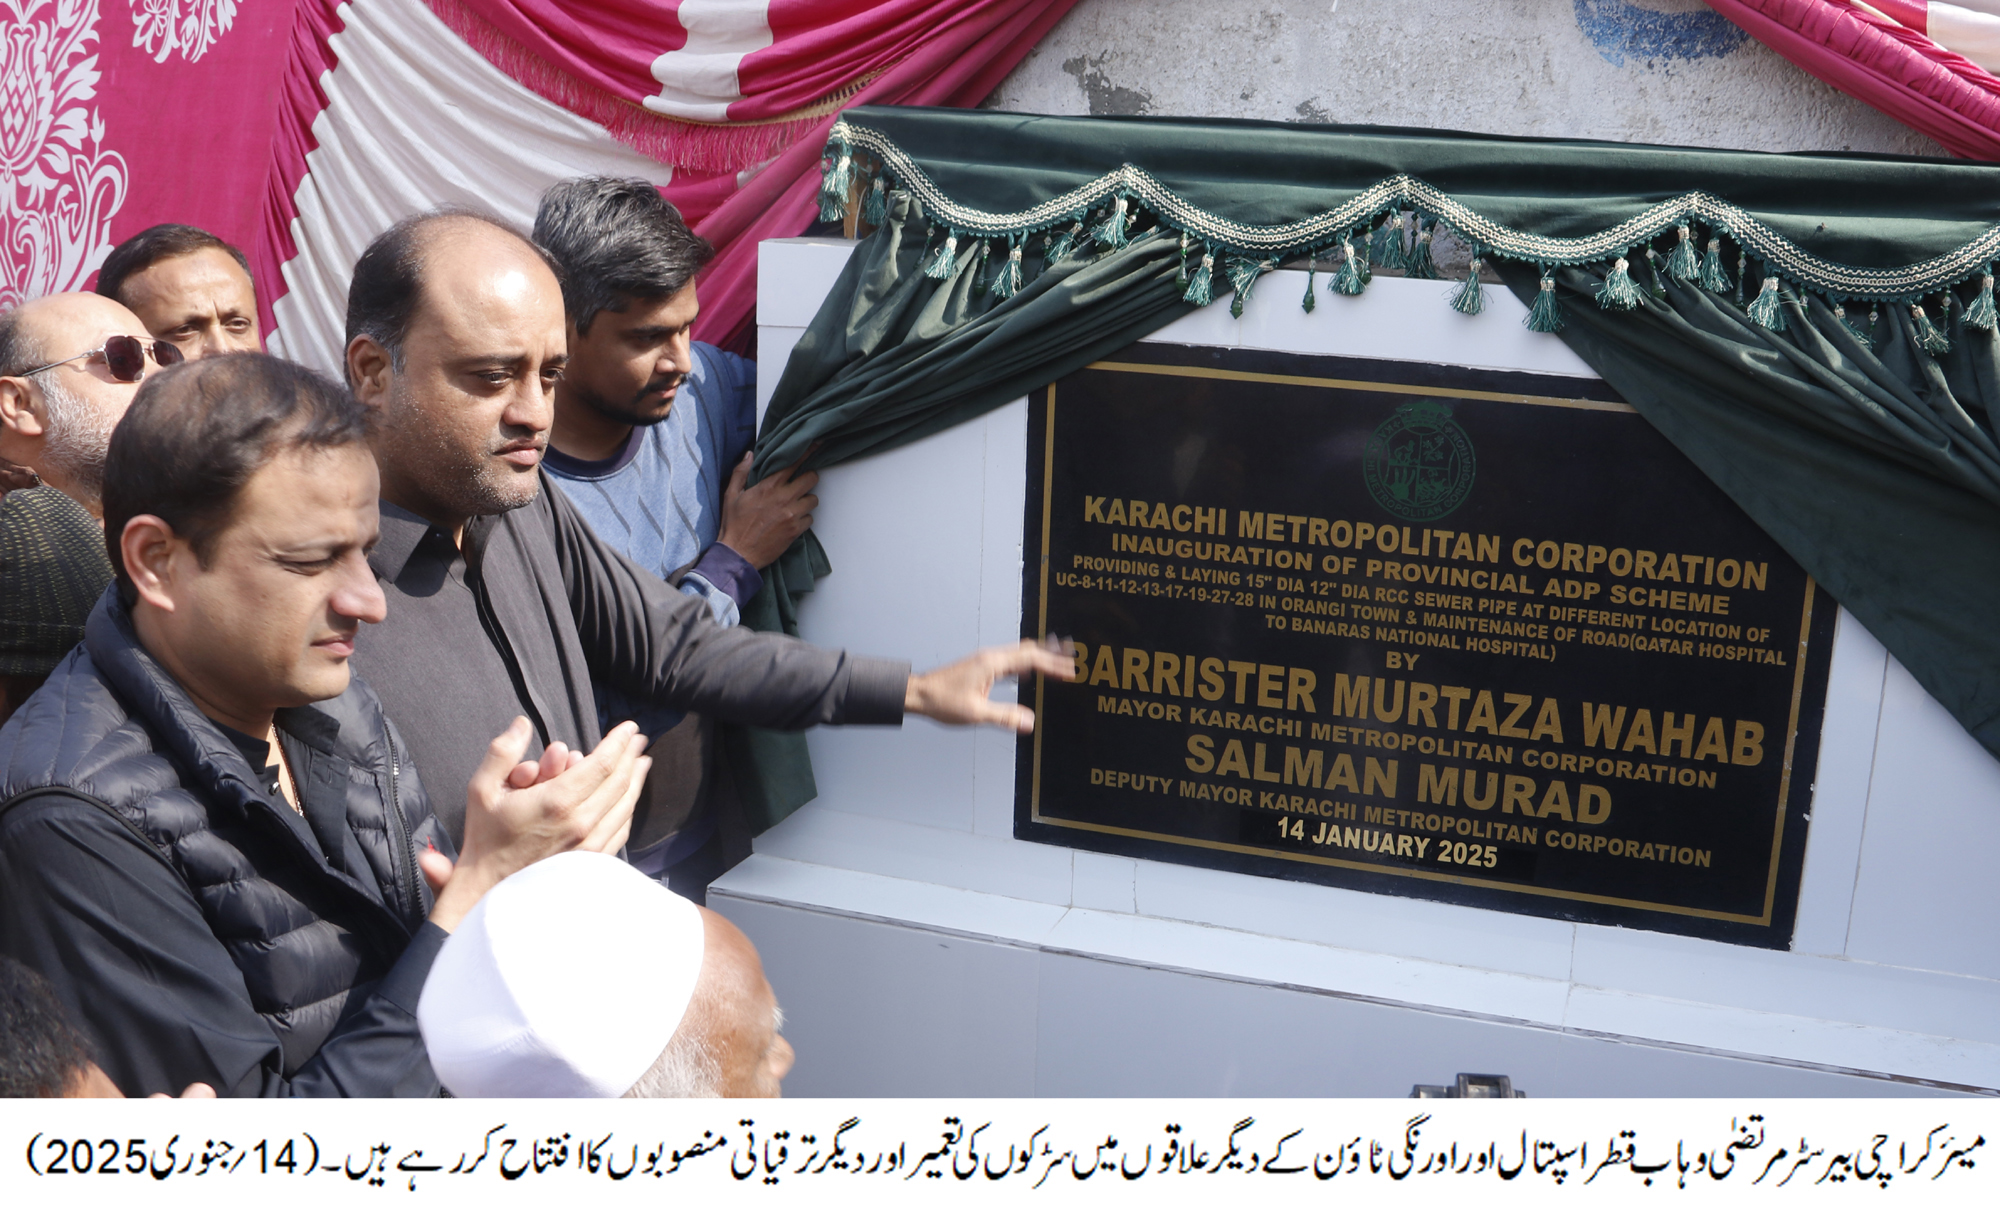 KARACHI METROPOLITAN CORPORATION
INAUGURATION OF PROVINCIAL ADP SCHEME
PROVIDING & LAYING 15" DIA 12" DIA RCC SEWER PIPE AT DIFFERENT LOCATION OF
UC-8-11-12-13-17-19-27-28 IN ORANGI TOWN & MAINTENANCE OF ROAD(QATAR HOSPITAL
TO BANARAS NATIONAL HOSPITAL)
BY
BARRISTER MURTAZA WAHAB
MAYOR KARACHI METROPOLITAN CORPORATION
SALMAN MURAD
DEPUTY MAYOR KARACHI METROPOLITAN CORPORATION
14 JANUARY 2025
میئر کراچی بیرسٹر مرتضیٰ وہاب قطر اسپتال اور اورنگی ٹاؤن کے دیگر علاقوں میں سڑکوں کی تعمیر اور دیگر ترقیاتی منصوبوں کا افتتاح کر رہے ہیں۔ (14؍جنوری2025)